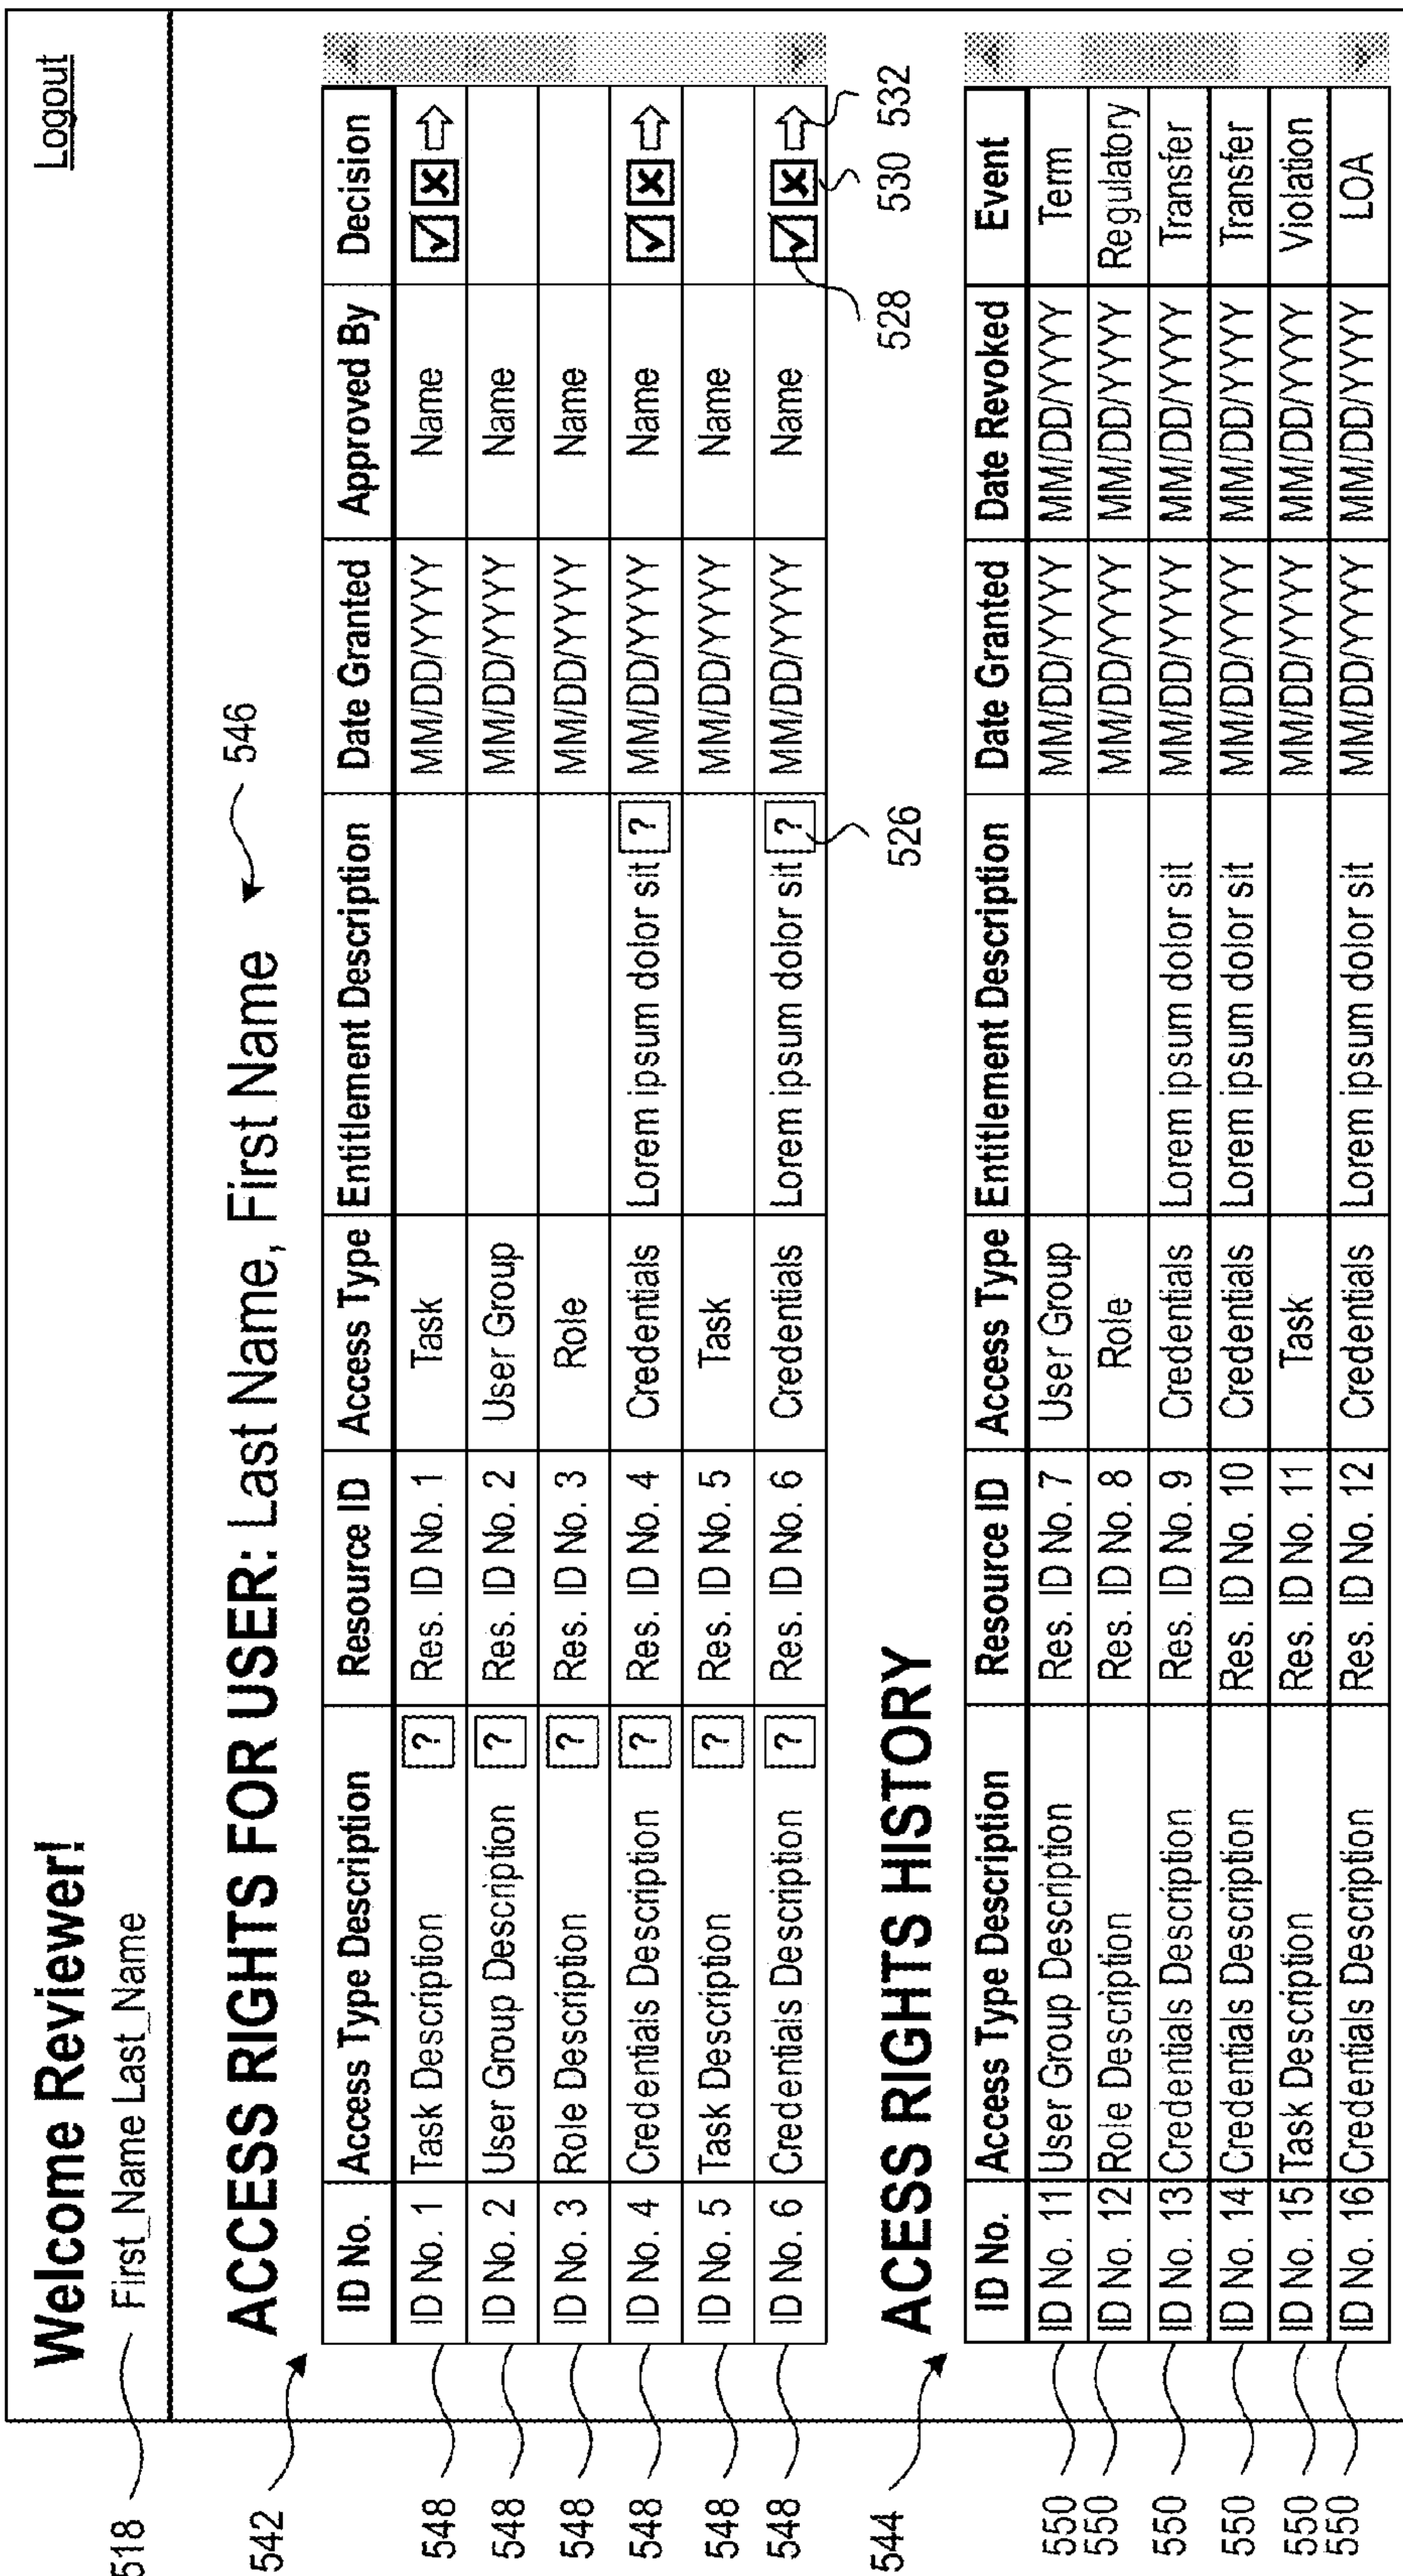 Welcome Reviewer!
Logout
518
First_Name Last_Name
ACCESS RIGHTS FOR USER: Last Name, First Name
546
542
ID No. Access Type Description Resource ID Access Type Entitlement Description Date Granted Approved By Decision
548 ID No. 1 Task Description ? Res. ID No. 1 Task MM/DD/YYYY Name
548 ID No. 2 User Group Description ? Res. ID No. 2 User Group MM/DD/YYYY Name
548 ID No. 3 Role Description ? Res. ID No. 3 Role MM/DD/YYYY Name
548 ID No. 4 Credentials Description ? Res. ID No. 4 Credentials Lorem ipsum dolor sit ? MM/DD/YYYY Name
548 ID No. 5 Task Description ? Res. ID No. 5 Task MM/DD/YYYY Name
548 ID No. 6 Credentials Description ? Res. ID No. 6 Credentials Lorem ipsum dolor sit ? MM/DD/YYYY Name
526 528 530 532
544
ACESS RIGHTS HISTORY
ID No. Access Type Description Resource ID Access Type Entitlement Description Date Granted Date Revoked Event
550 ID No. 11 User Group Description Res. ID No. 7 User Group MM/DD/YYYY MM/DD/YYYY Term
550 ID No. 12 Role Description Res. ID No. 8 Role MM/DD/YYYY MM/DD/YYYY Regulatory
550 ID No. 13 Credentials Description Res. ID No. 9 Credentials Lorem ipsum dolor sit MM/DD/YYYY MM/DD/YYYY Transfer
550 ID No. 14 Credentials Description Res. ID No. 10 Credentials Lorem ipsum dolor sit MM/DD/YYYY MM/DD/YYYY Transfer
550 ID No. 15 Task Description Res. ID No. 11 Task MM/DD/YYYY MM/DD/YYYY Violation
550 ID No. 16 Credentials Description Res. ID No. 12 Credentials Lorem ipsum dolor sit MM/DD/YYYY MM/DD/YYYY LOA